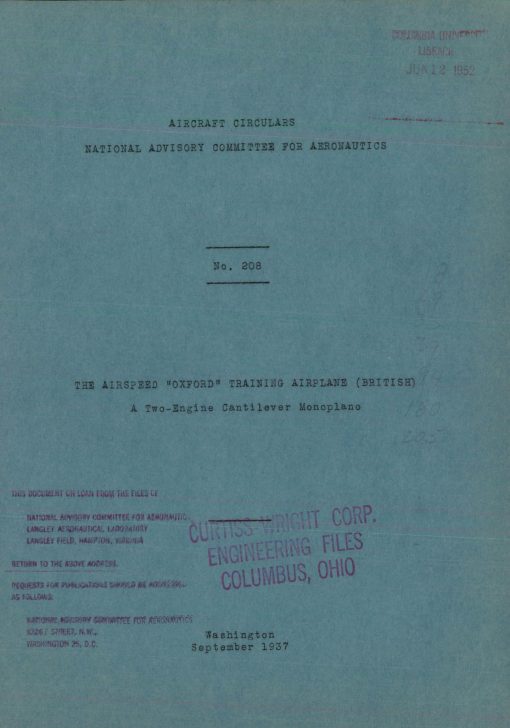 COLUMBIA UNIVERSITY
LIBRARY
JUN 12 1952
AIRCRAFT CIRCULARS
NATIONAL ADVISORY COMMITTEE FOR AERONAUTICS
No. 208
THE AIRSPEED "OXFORD" TRAINING AIRPLANE (BRITISH)
A Two-Engine Cantilever Monoplane
THIS DOCUMENT ON LOAN FROM THE FILES OF
NATIONAL ADVISORY COMMITTEE FOR AERONAUTICS
LANGLEY AERONAUTICAL LABORATORY
LANGLEY FIELD, HAMPTON, VIRGINIA
RETURN TO THE ABOVE ADDRESS.
REQUESTS FOR PUBLICATIONS SHOULD BE ADDRESSED
AS FOLLOWS:
NATIONAL ADVISORY COMMITTEE FOR AERONAUTICS
STREET, N.W.,
WASHINGTON 25, D.C.
CURTISS-WRIGHT CORP.
ENGINEERING FILES
COLUMBUS, OHIO
Washington
September 1937